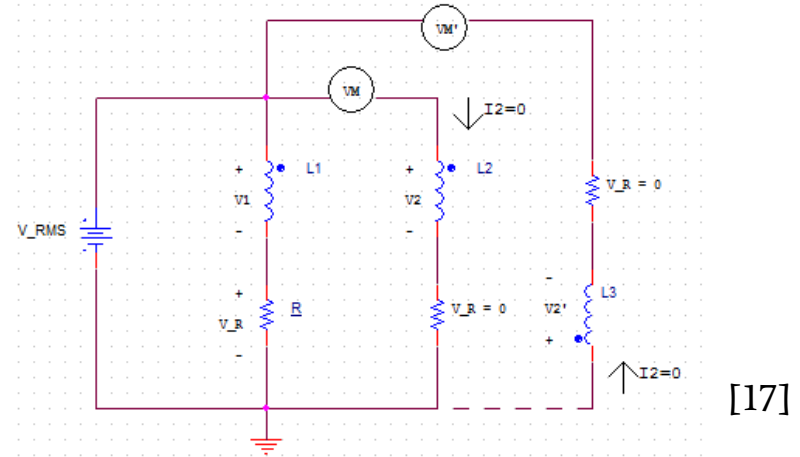 VM'
VM
I2=0
+
L1
+
L2
V1
V2
V_R = 0
-
-
V_RMS
-
L3
+
R
V_R = 0
V2'
V_R
+
-
I2=0
[17]